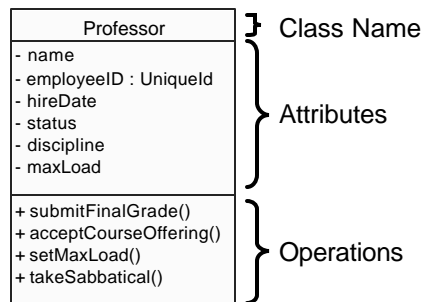 Professor
Class Name
- name
- employeeID : UniqueId
- hireDate
- status
- discipline
- maxLoad
Attributes
+ submitFinalGrade()
+ acceptCourseOffering()
+ setMaxLoad()
+ takeSabbatical()
Operations